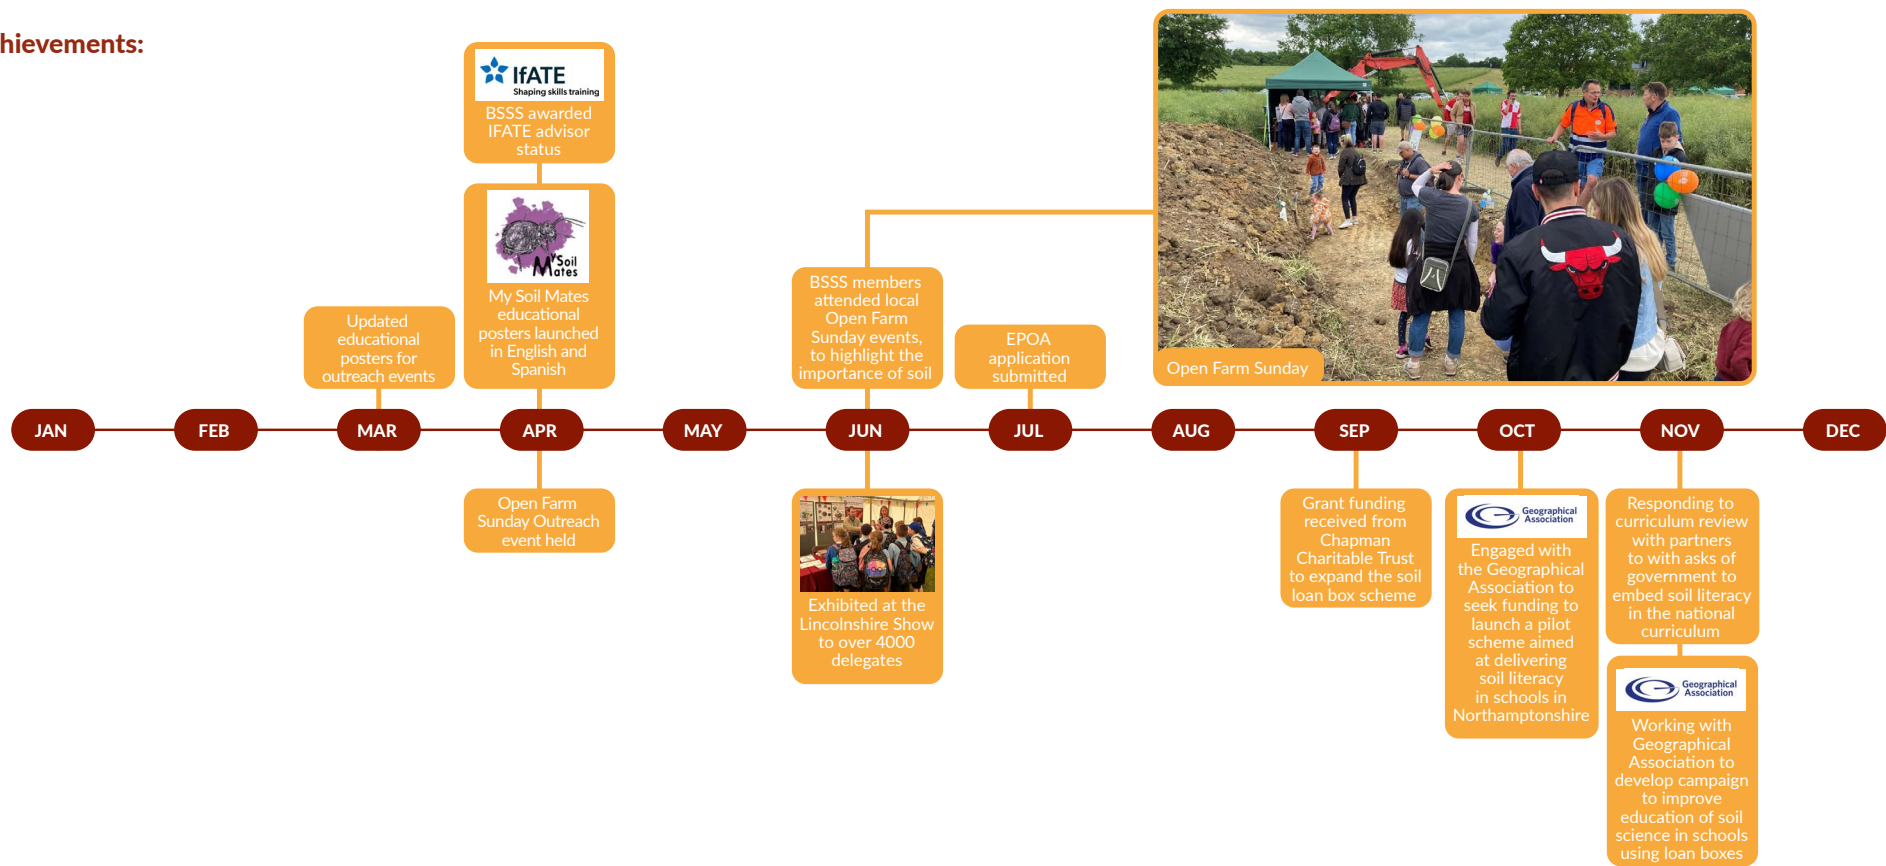 hievements:
IfATE
Shaping skills training
BSSS awarded
IFATE advisor
status
My Soil
Mates
My Soil Mates
educational
posters launched
in English and
Spanish
Updated
educational
posters for
outreach events
BSSS members
attended local
Open Farm
Sunday events,
to highlight the
importance of soil
EPOA
application
submitted
Open Farm Sunday
JAN
FEB
MAR
APR
MAY
JUN
JUL
AUG
SEP
OCT
NOV
DEC
Open Farm
Sunday Outreach
event held
Exhibited at the
Lincolnshire Show
to over 4000
delegates
Grant funding
received from
Chapman
Charitable Trust
to expand the soil
loan box scheme
Geographical
Association
Engaged with
the Geographical
Association to
seek funding to
launch a pilot
scheme aimed
at delivering
soil literacy
in schools in
Northamptonshire
Responding to
curriculum review
with partners
to with asks of
government to
embed soil literacy
in the national
curriculum
Geographical
Association
Working with
Geographical
Association to
develop campaign
to improve
education of soil
science in schools
using loan boxes